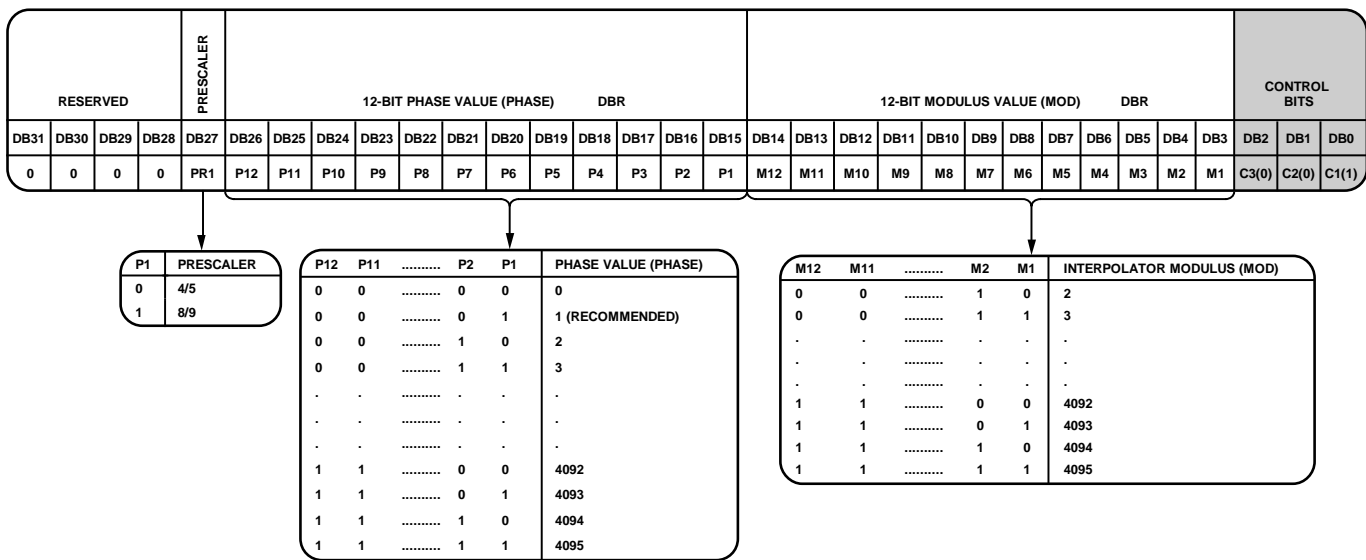 RESERVED
PRESCALER
12-BIT PHASE VALUE (PHASE) DBR
12-BIT MODULUS VALUE (MOD) DBR
CONTROL
BITS
DB31 DB30 DB29 DB28 DB27 DB26 DB25 DB24 DB23 DB22 DB21 DB20 DB19 DB18 DB17 DB16 DB15 DB14 DB13 DB12 DB11 DB10 DB9 DB8 DB7 DB6 DB5 DB4 DB3 DB2 DB1 DB0
0 0 0 0 PR1 P12 P11 P10 P9 P8 P7 P6 P5 P4 P3 P2 P1 M12 M11 M10 M9 M8 M7 M6 M5 M4 M3 M2 M1 C3(0) C2(0) C1(1)
P1 PRESCALER
0 4/5
1 8/9
P12 P11 .......... P2 P1 PHASE VALUE (PHASE)
0 0 .......... 0 0 0
0 0 .......... 0 1 1 (RECOMMENDED)
0 0 .......... 1 0 2
0 0 .......... 1 1 3
. . .......... . . .
. . .......... . . .
. . .......... . . .
1 1 .......... 0 0 4092
1 1 .......... 0 1 4093
1 1 .......... 1 0 4094
1 1 .......... 1 1 4095
M12 M11 .......... M2 M1 INTERPOLATOR MODULUS (MOD)
0 0 .......... 1 0 2
0 0 .......... 1 1 3
. . .......... . . .
. . .......... . . .
. . .......... . . .
1 1 .......... 0 0 4092
1 1 .......... 0 1 4093
1 1 .......... 1 0 4094
1 1 .......... 1 1 4095